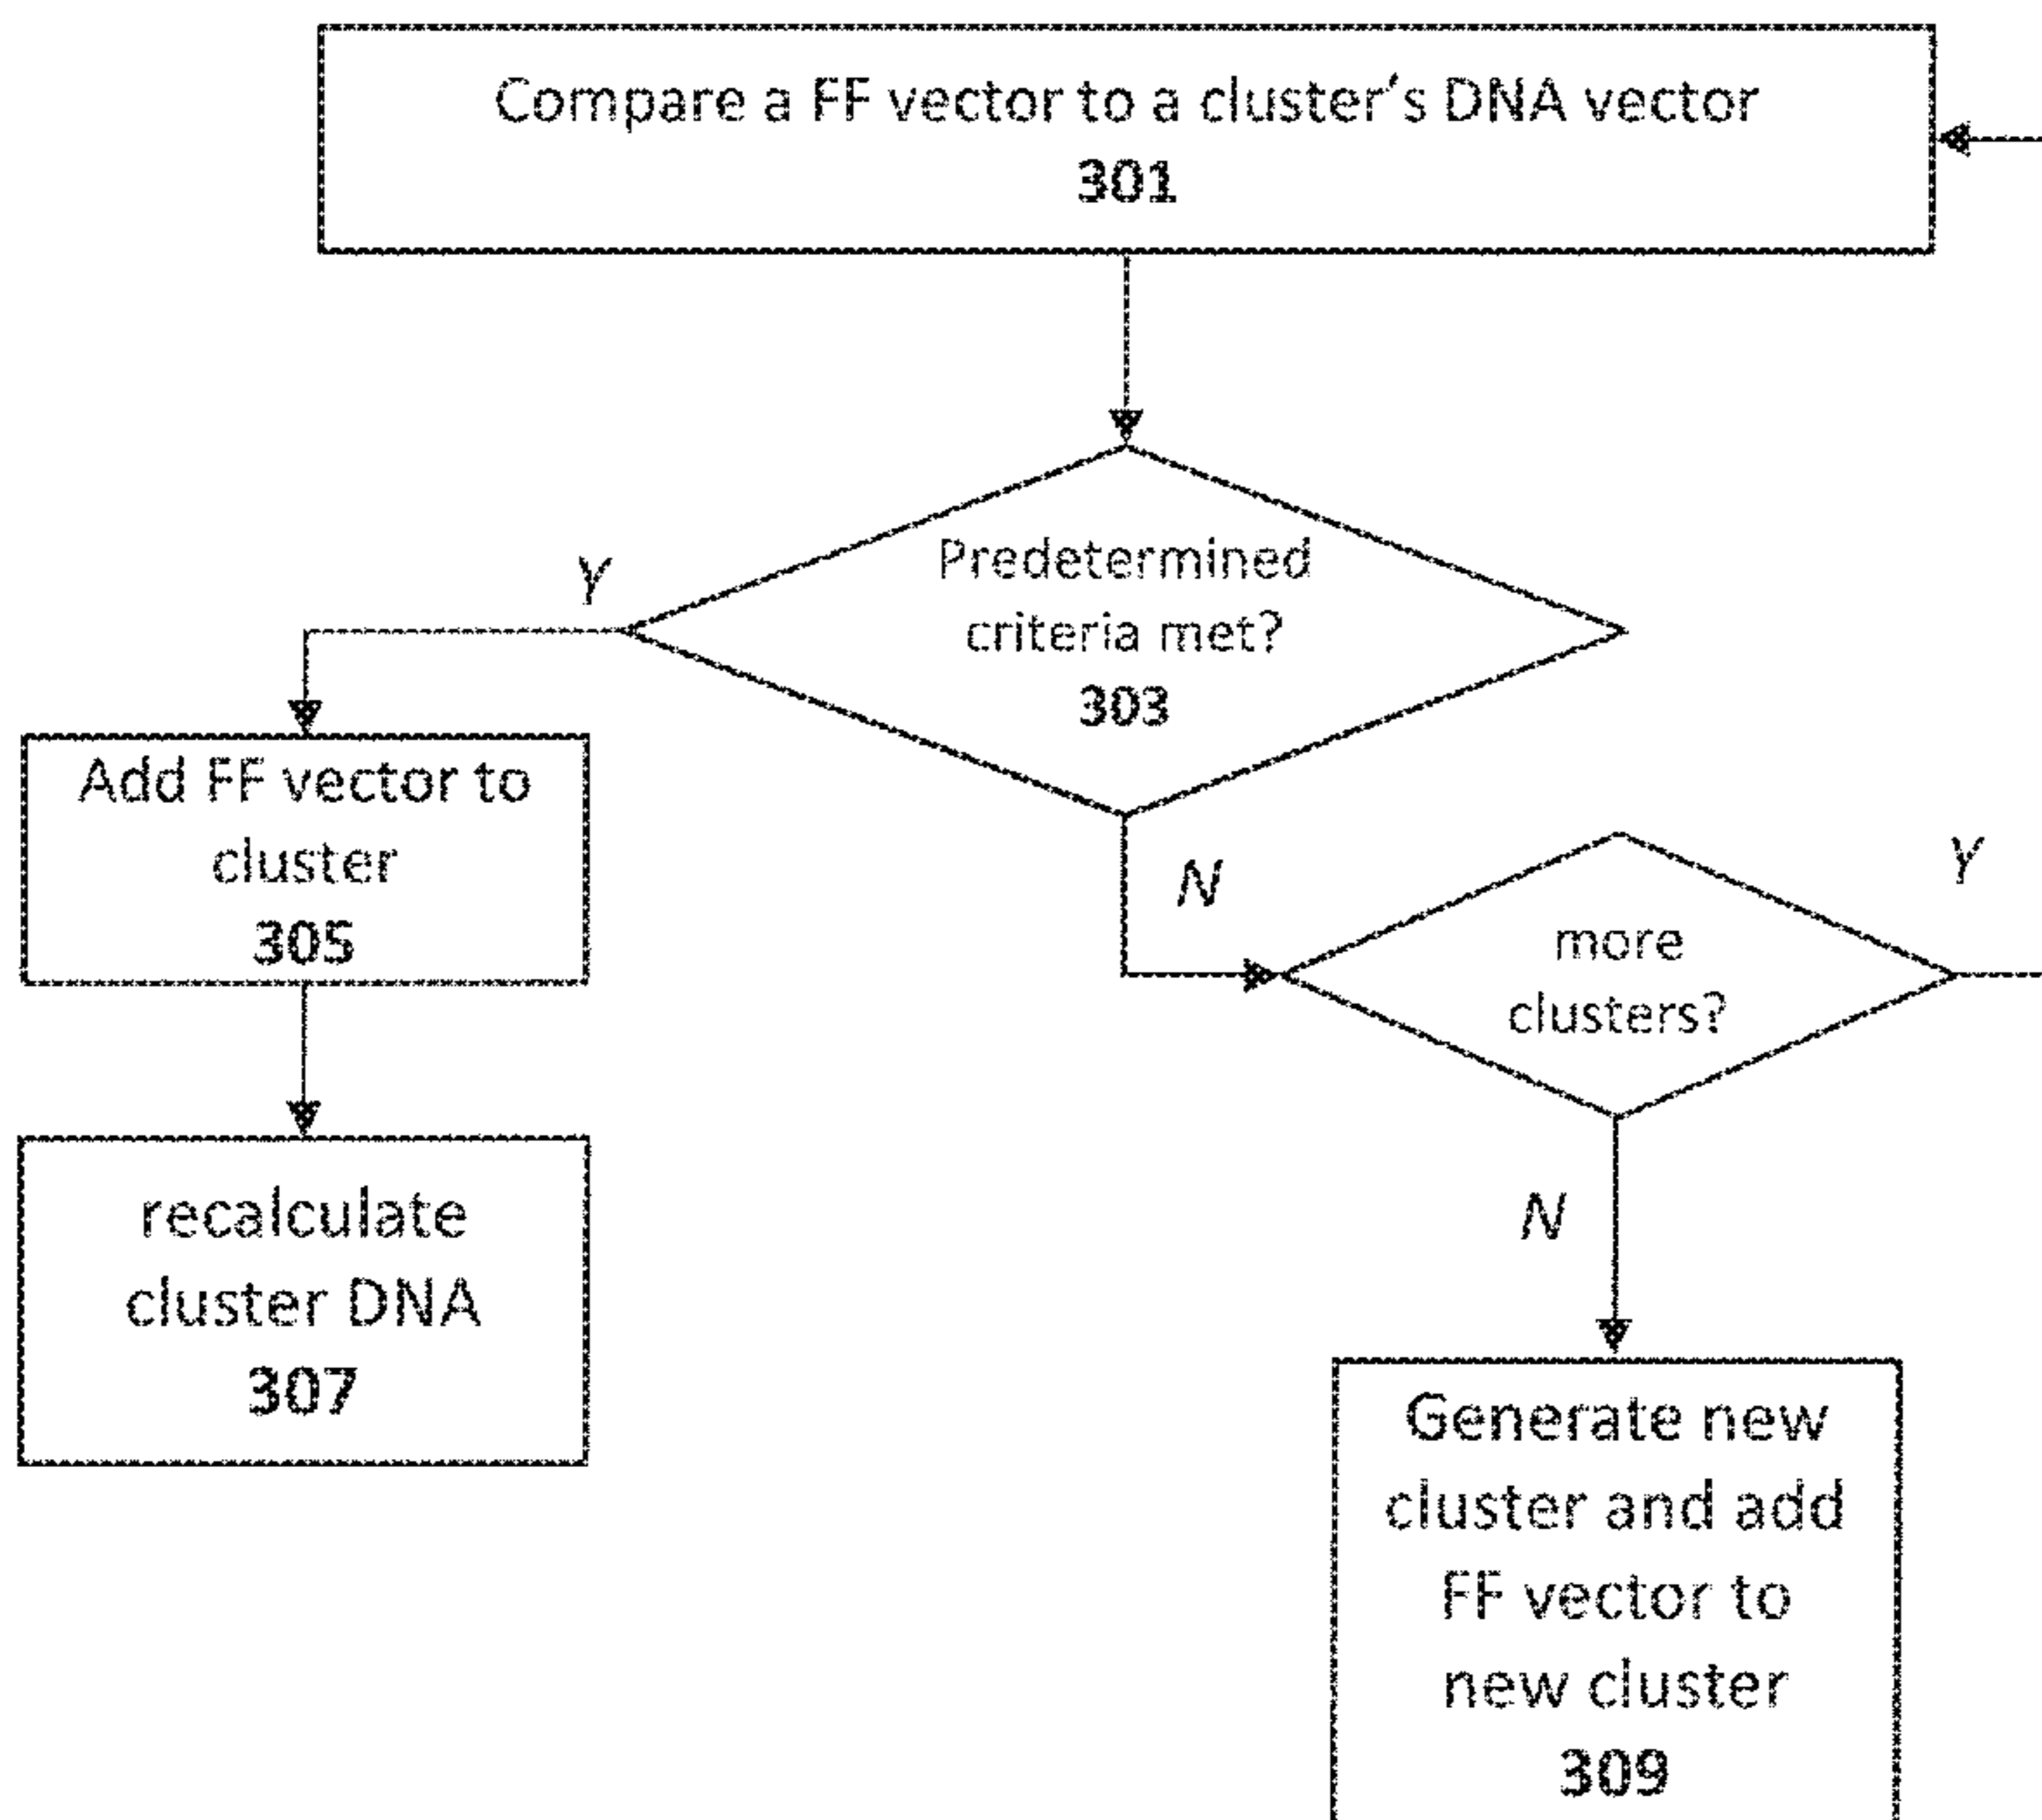 Compare a FF vector to a cluster's DNA vector
301
Predetermined
criteria met?
303
Y
Add FF vector to
cluster
305
N
more
clusters?
Y
recalculate
cluster DNA
307
N
Generate new
cluster and add
FF vector to
new cluster
309